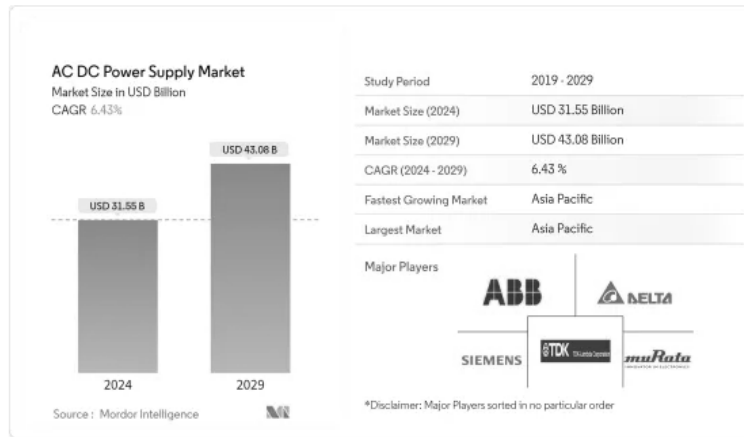 AC DC Power Supply Market
Market Size in USD Billion
CAGR 6.43%
USD 43.08 B
USD 31.55 B
2024
2029
Source : Mordor Intelligence
Study Period 2019 - 2029
Market Size (2024) USD 31.55 Billion
Market Size (2029) USD 43.08 Billion
CAGR (2024 - 2029) 6.43 %
Fastest Growing Market Asia Pacific
Largest Market Asia Pacific
Major Players
ABB
DELTA
SIEMENS
TDK
muRata
INNOVATOR IN ELECTRONICS
*Disclaimer: Major Players sorted in no particular order